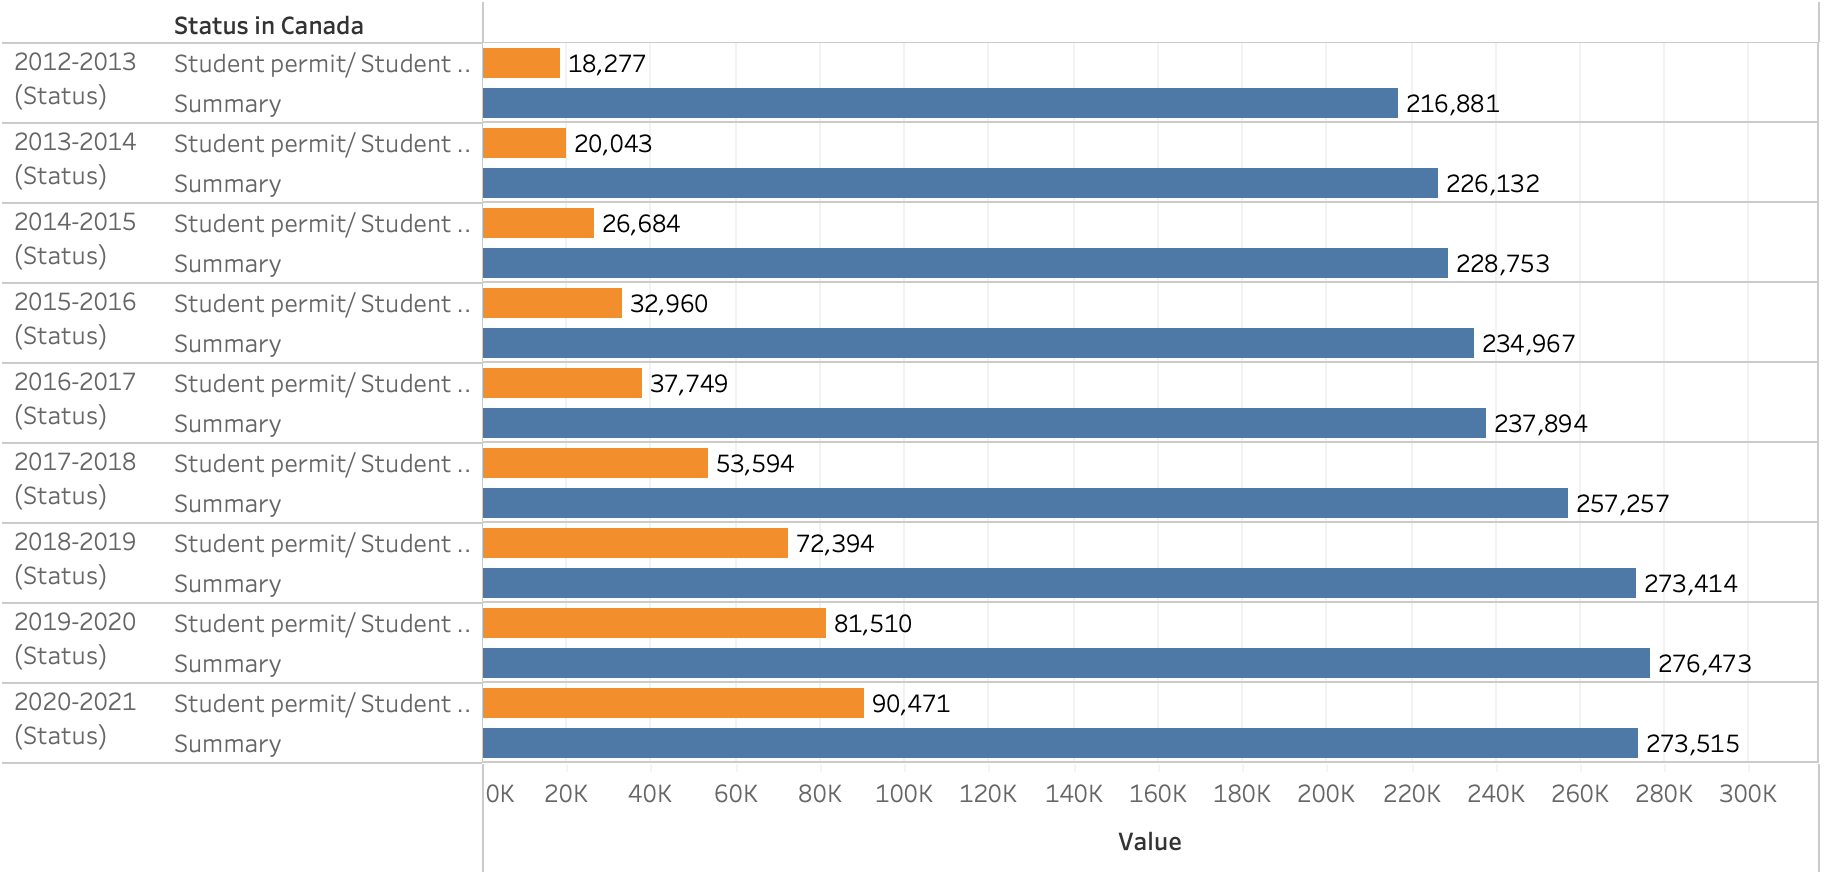 Status in Canada
2012-2013 (Status)
Student permit/ Student .. 18,277
Summary 216,881
2013-2014 (Status)
Student permit/ Student .. 20,043
Summary 226,132
2014-2015 (Status)
Student permit/ Student .. 26,684
Summary 228,753
2015-2016 (Status)
Student permit/ Student .. 32,960
Summary 234,967
2016-2017 (Status)
Student permit/ Student .. 37,749
Summary 237,894
2017-2018 (Status)
Student permit/ Student .. 53,594
Summary 257,257
2018-2019 (Status)
Student permit/ Student .. 72,394
Summary 273,414
2019-2020 (Status)
Student permit/ Student .. 81,510
Summary 276,473
2020-2021 (Status)
Student permit/ Student .. 90,471
Summary 273,515
0K 20K 40K 60K 80K 100K 120K 140K 160K 180K 200K 220K 240K 260K 280K 300K
Value